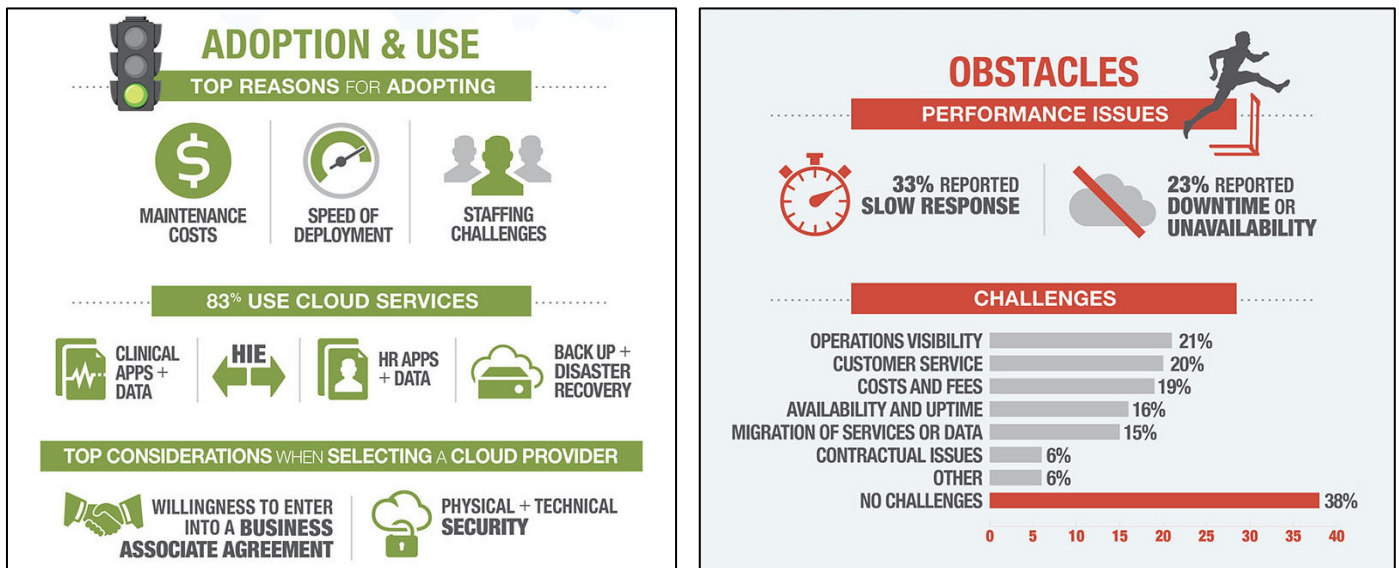 ADOPTION & USE
TOP REASONS FOR ADOPTING
MAINTENANCE
COSTS
SPEED OF
DEPLOYMENT
STAFFING
CHALLENGES
83% USE CLOUD SERVICES
CLINICAL
APPS +
DATA
HIE
HR APPS
+ DATA
BACK UP +
DISASTER
RECOVERY
TOP CONSIDERATIONS WHEN SELECTING A CLOUD PROVIDER
WILLINGNESS TO ENTER
INTO A BUSINESS
ASSOCIATE AGREEMENT
PHYSICAL + TECHNICAL
SECURITY
OBSTACLES
PERFORMANCE ISSUES
33% REPORTED
SLOW RESPONSE
23% REPORTED
DOWNTIME OR
UNAVAILABILITY
CHALLENGES
OPERATIONS VISIBILITY 21%
CUSTOMER SERVICE 20%
COSTS AND FEES 19%
AVAILABILITY AND UPTIME 16%
MIGRATION OF SERVICES OR DATA 15%
CONTRACTUAL ISSUES 6%
OTHER 6%
NO CHALLENGES 38%
0 5 10 15 20 25 30 35 40